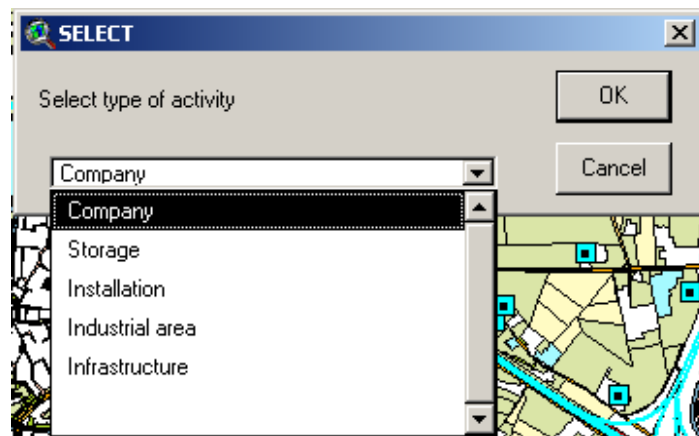 SELECT
Select type of activity
OK
Cancel
Company
Company
Storage
Installation
Industrial area
Infrastructure